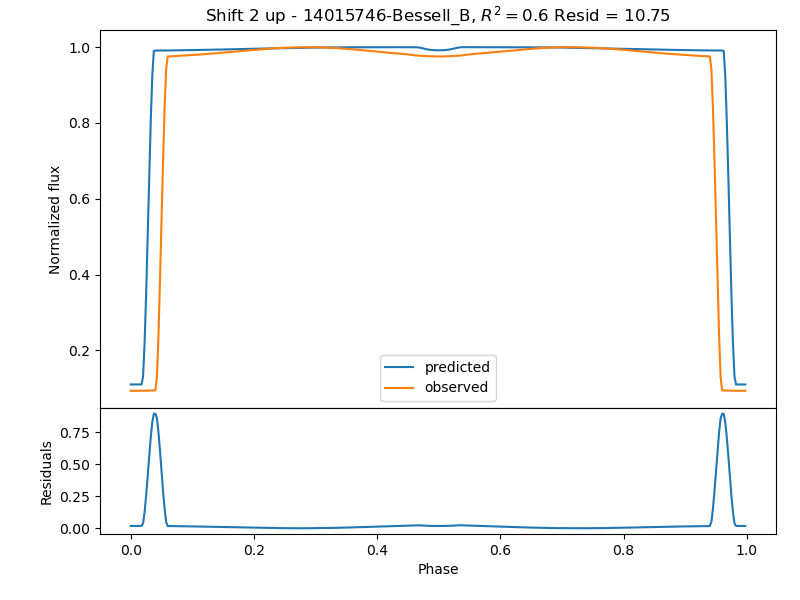 Shift 2 up - 14015746-Bessell_B, R² = 0.6 Resid = 10.75
Normalized flux
1.0
0.8
0.6
0.4
0.2
predicted
observed
Residuals
0.75
0.50
0.25
0.00
0.0 0.2 0.4 0.6 0.8 1.0
Phase